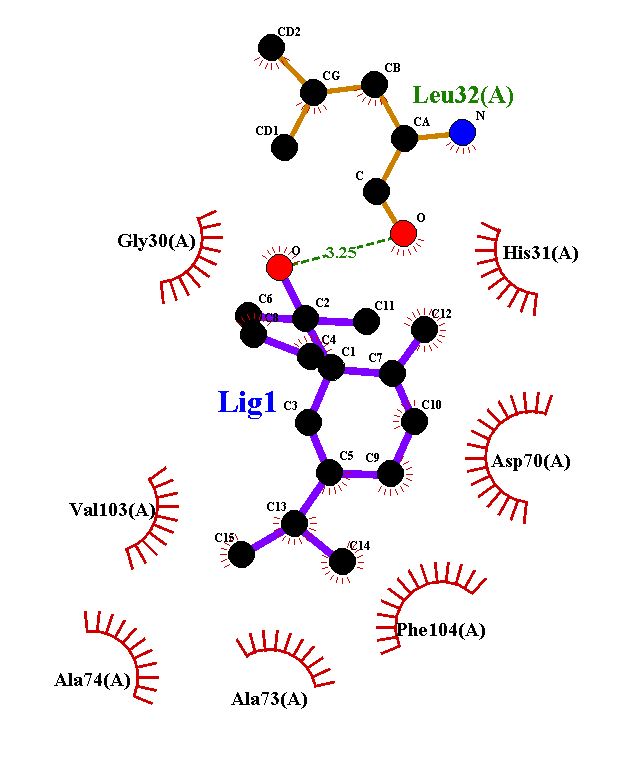 CD2
CG
CB
Leu32(A)
N
CD1
CA
C
O
Gly30(A)
O
3.25
His31(A)
C6
C8
C2
C11
C12
C4
C1
C7
Lig1
C3
C10
C5
C9
Asp70(A)
Val103(A)
C13
C15
C14
Phe104(A)
Ala74(A)
Ala73(A)